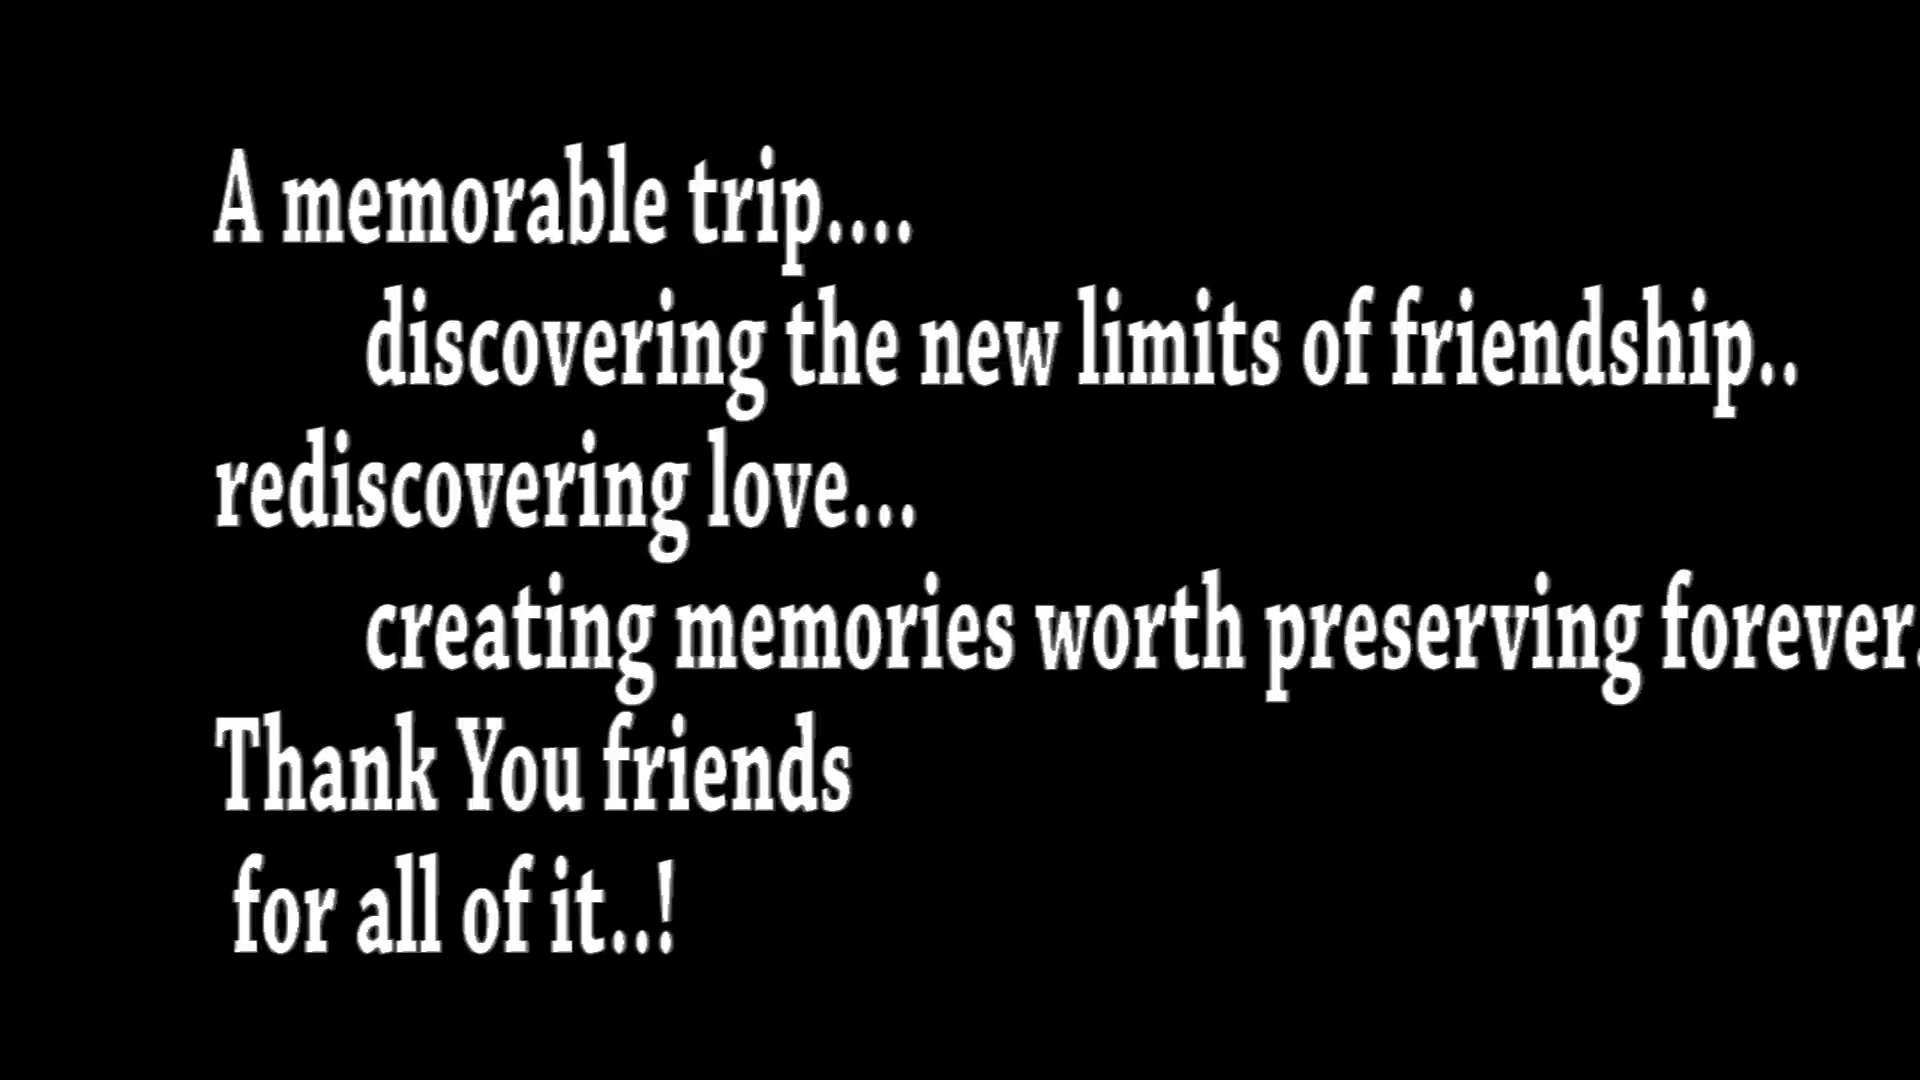 A memorable trip....
discovering the new limits of friendship..
rediscovering love...
creating memories worth preserving forever.
Thank You friends
for all of it..!